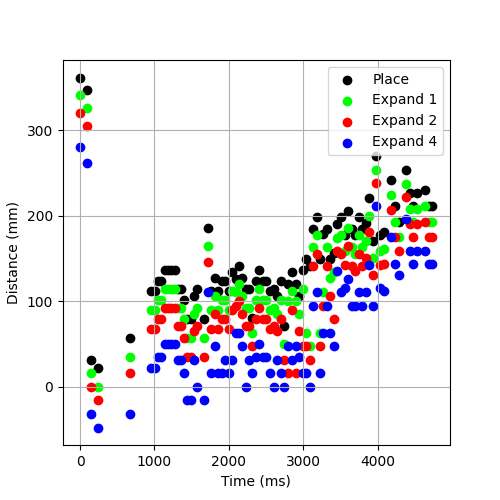 Place
Expand 1
Expand 2
Expand 4
300
200
100
0
Distance (mm)
0 1000 2000 3000 4000
Time (ms)